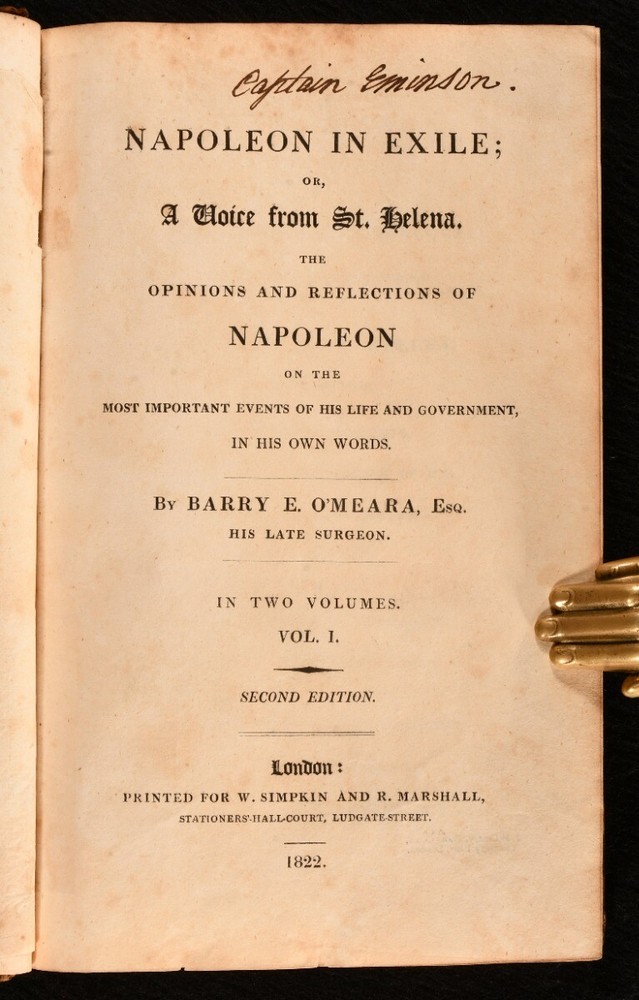 Captain Eminson.
NAPOLEON IN EXILE;
OR,
A Voice from St. Helena.
THE
OPINIONS AND REFLECTIONS OF
NAPOLEON
ON THE
MOST IMPORTANT EVENTS OF HIS LIFE AND GOVERNMENT,
IN HIS OWN WORDS.
BY BARRY E. O'MEARA, ESQ.
HIS LATE SURGEON.
IN TWO VOLUMES.
VOL. I.
SECOND EDITION.
London:
PRINTED FOR W. SIMPKIN AND R. MARSHALL,
STATIONERS'-HALL-COURT, LUDGATE-STREET.
1822.